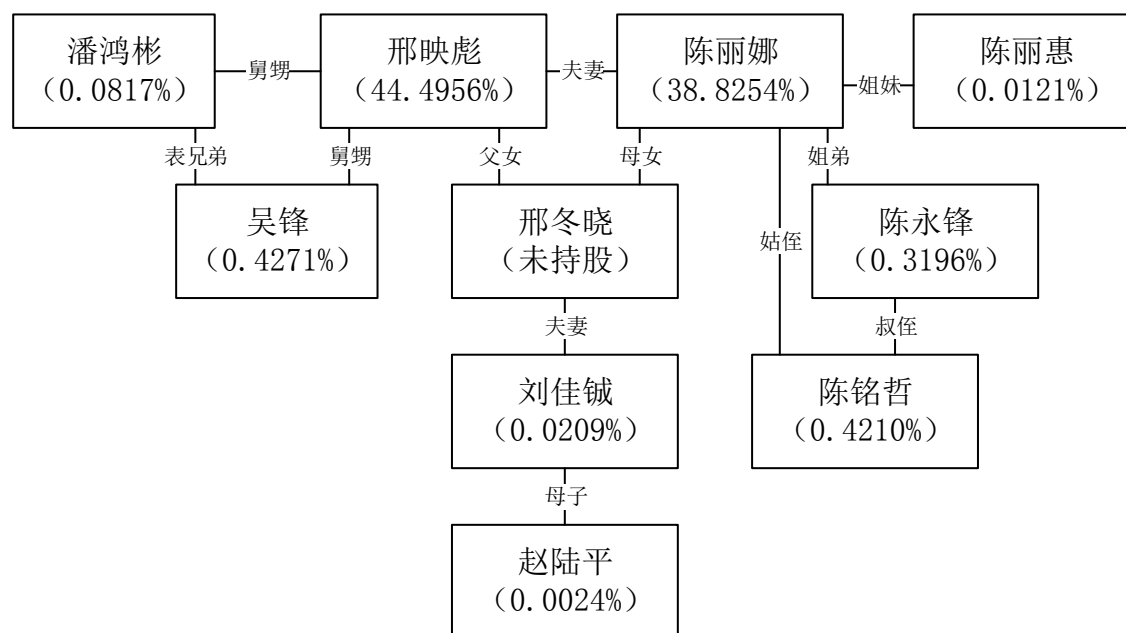 潘鸿彬
（0.0817%）
舅甥
邢映彪
（44.4956%）
夫妻
陈丽娜
（38.8254%）
姐妹
陈丽惠
（0.0121%）
表兄弟
舅甥
父女
母女
姐弟
吴锋
（0.4271%）
邢冬晓
（未持股）
姑侄
陈永锋
（0.3196%）
夫妻
叔侄
刘佳铖
（0.0209%）
陈铭哲
（0.4210%）
母子
赵陆平
（0.0024%）